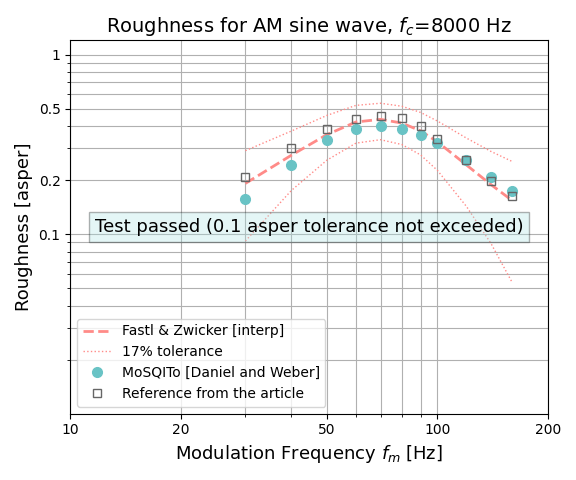 Roughness for AM sine wave, f_c=8000 Hz
1
0.5
0.2
0.1
Roughness [asper]
Test passed (0.1 asper tolerance not exceeded)
Fastl & Zwicker [interp]
17% tolerance
MoSQITo [Daniel and Weber]
Reference from the article
10 20 50 100 200
Modulation Frequency f_m [Hz]